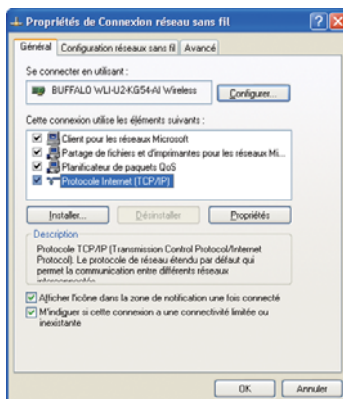 Propriétés de Connexion réseau sans fil
Général Configuration réseaux sans fil Avancé
Se connecter en utilisant :
BUFFALO WLI-U2-KG54-AI Wireless Configurer...
Cette connexion utilise les éléments suivants :
Client pour les réseaux Microsoft
Partage de fichiers et d'imprimantes pour les réseaux Mi...
Planificateur de paquets QoS
Protocole Internet (TCP/IP)
Installer... Désinstaller Propriétés
Description
Protocole TCP/IP (Transmission Control Protocol/Internet
Protocol). Le protocole de réseau étendu par défaut qui
permet la communication entre différents réseaux
interconnectés.
Afficher l'icône dans la zone de notification une fois connecté
M'indiquer si cette connexion a une connectivité limitée ou
inexistante
OK Annuler